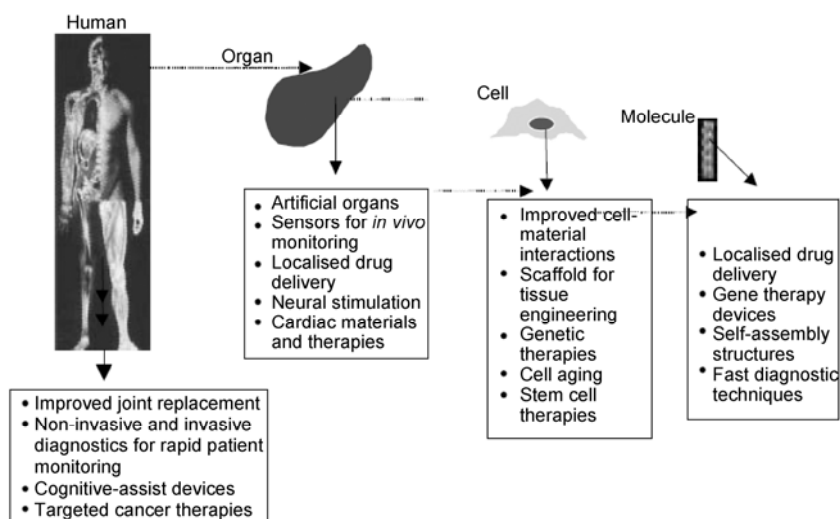 Human
Organ
Cell
Molecule
• Artificial organs
• Sensors for in vivo
monitoring
• Localised drug
delivery
• Neural stimulation
• Cardiac materials
and therapies
• Improved cell-
material
interactions
• Scaffold for
tissue
engineering
• Genetic
therapies
• Cell aging
• Stem cell
therapies
• Localised drug
delivery
• Gene therapy
devices
• Self-assembly
structures
• Fast diagnostic
techniques
• Improved joint replacement
• Non-invasive and invasive
diagnostics for rapid patient
monitoring
• Cognitive-assist devices
• Targeted cancer therapies